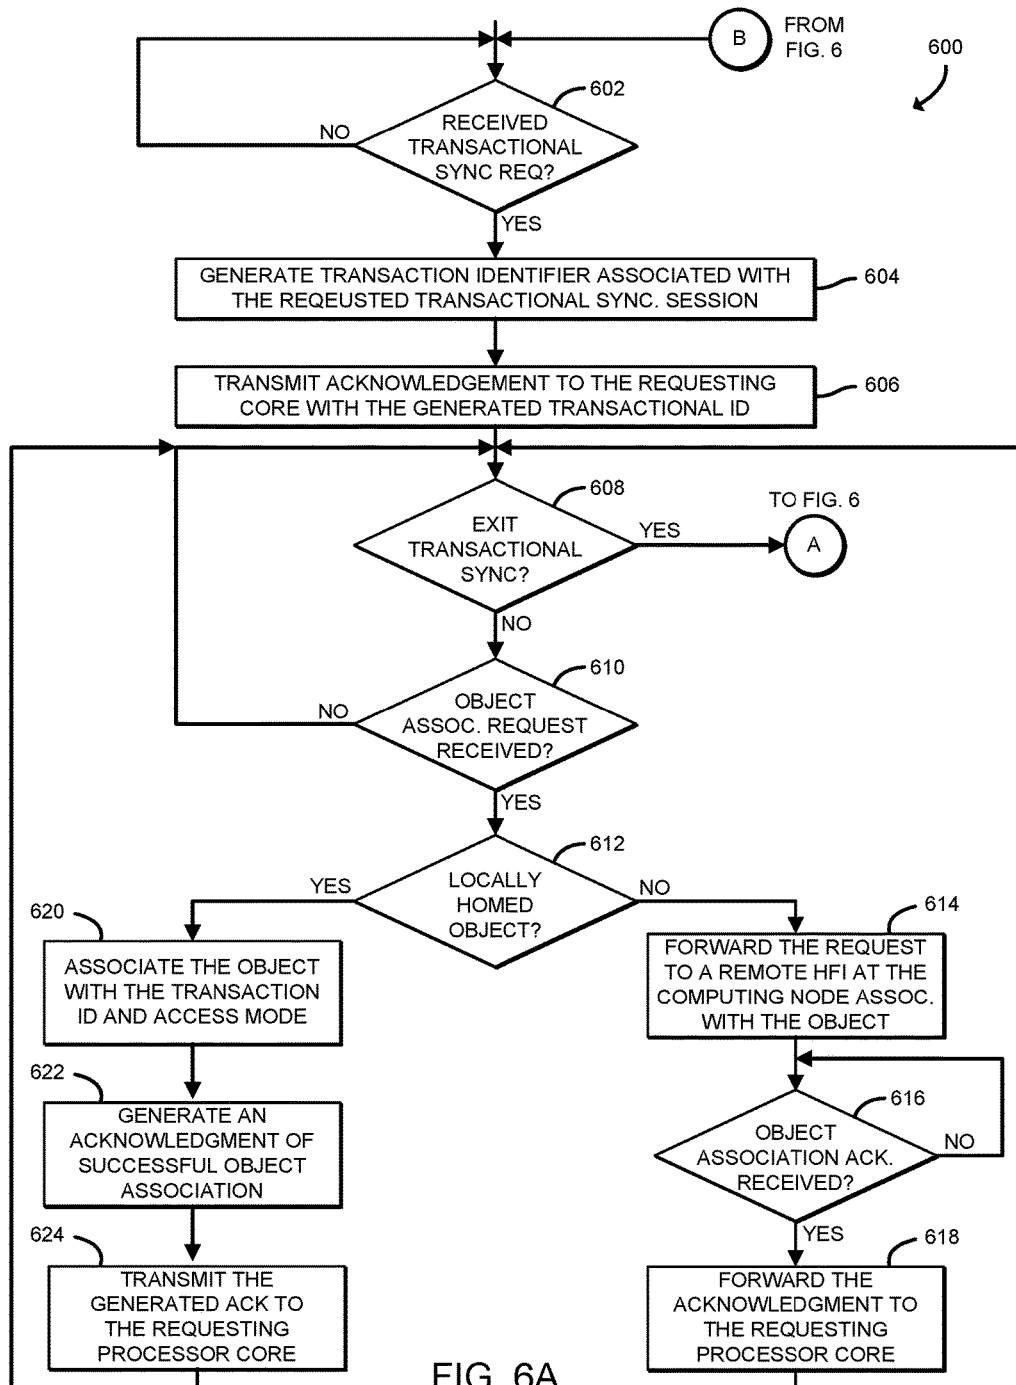 B
FROM
FIG. 6
600
602
RECEIVED
TRANSACTIONAL
SYNC REQ?
NO
YES
GENERATE TRANSACTION IDENTIFIER ASSOCIATED WITH
THE REQEUSTED TRANSACTIONAL SYNC. SESSION
604
TRANSMIT ACKNOWLEDGEMENT TO THE REQUESTING
CORE WITH THE GENERATED TRANSACTIONAL ID
606
608
EXIT
TRANSACTIONAL
SYNC?
YES
TO FIG. 6
A
NO
610
OBJECT
ASSOC. REQUEST
RECEIVED?
NO
YES
612
LOCALLY
HOMED
OBJECT?
YES
NO
620
ASSOCIATE THE OBJECT
WITH THE TRANSACTION
ID AND ACCESS MODE
614
FORWARD THE REQUEST
TO A REMOTE HFI AT THE
COMPUTING NODE ASSOC.
WITH THE OBJECT
622
GENERATE AN
ACKNOWLEDGMENT OF
SUCCESSFUL OBJECT
ASSOCIATION
616
OBJECT
ASSOCIATION ACK.
RECEIVED?
NO
YES
624
TRANSMIT THE
GENERATED ACK TO
THE REQUESTING
PROCESSOR CORE
618
FORWARD THE
ACKNOWLEDGMENT TO
THE REQUESTING
PROCESSOR CORE
FIG. 6A